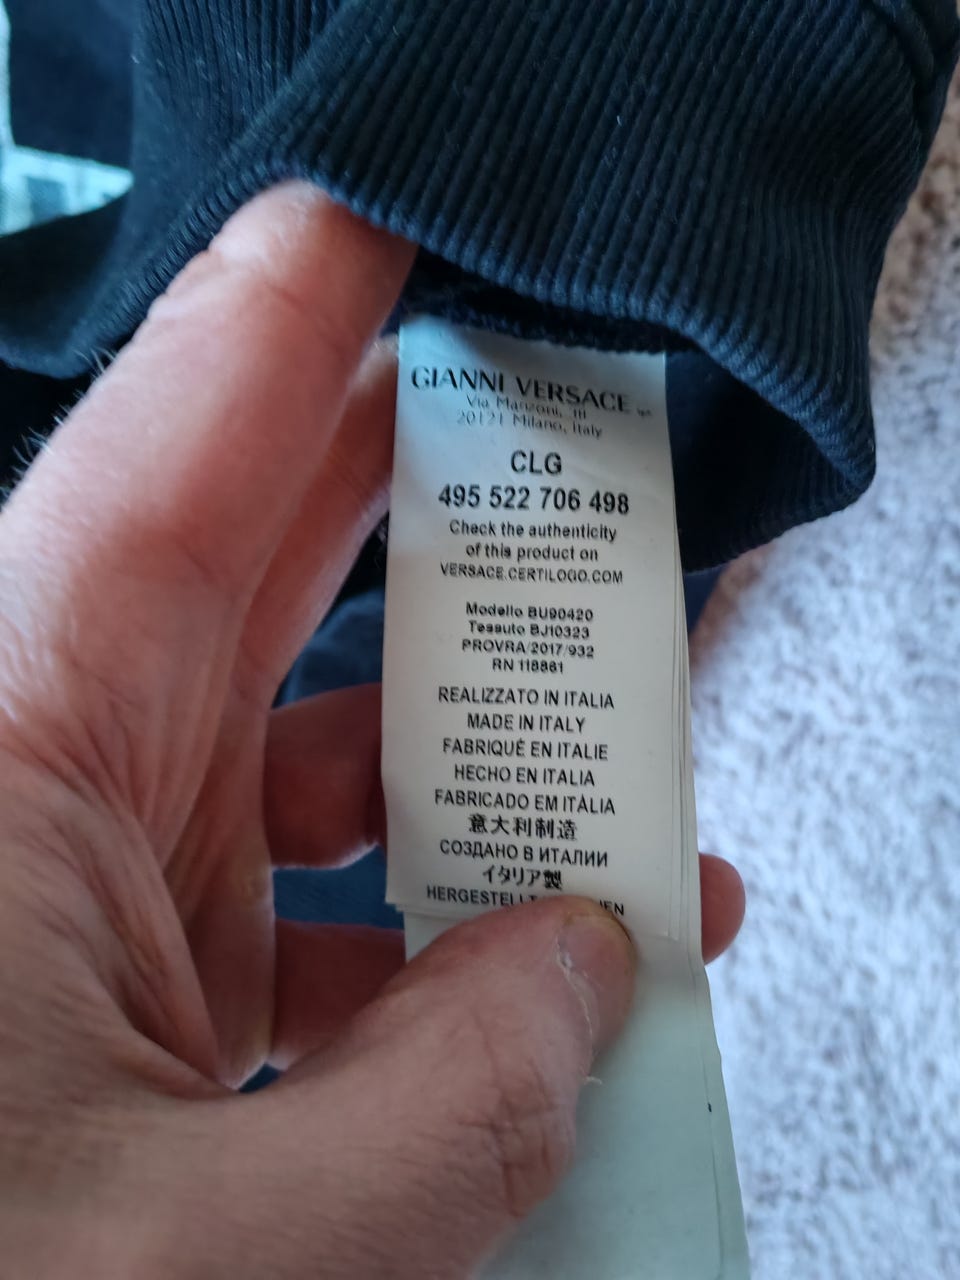 GIANNI VERSACE
Via Manzoni,
20121 Milano, Italy
CLG
495 522 706 498
Check the authenticity
of this product on
VERSACE.CERTILOGO.COM
Modello BU90420
Tessuto BJ10323
PROVRA/2017/932
RN 118861
REALIZZATO IN ITALIA
MADE IN ITALY
FABRIQUÉ EN ITALIE
HECHO EN ITALIA
FABRICADO EM ITÁLIA
意大利制造
СОЗДАНО В ИТАЛИИ
イタリア製